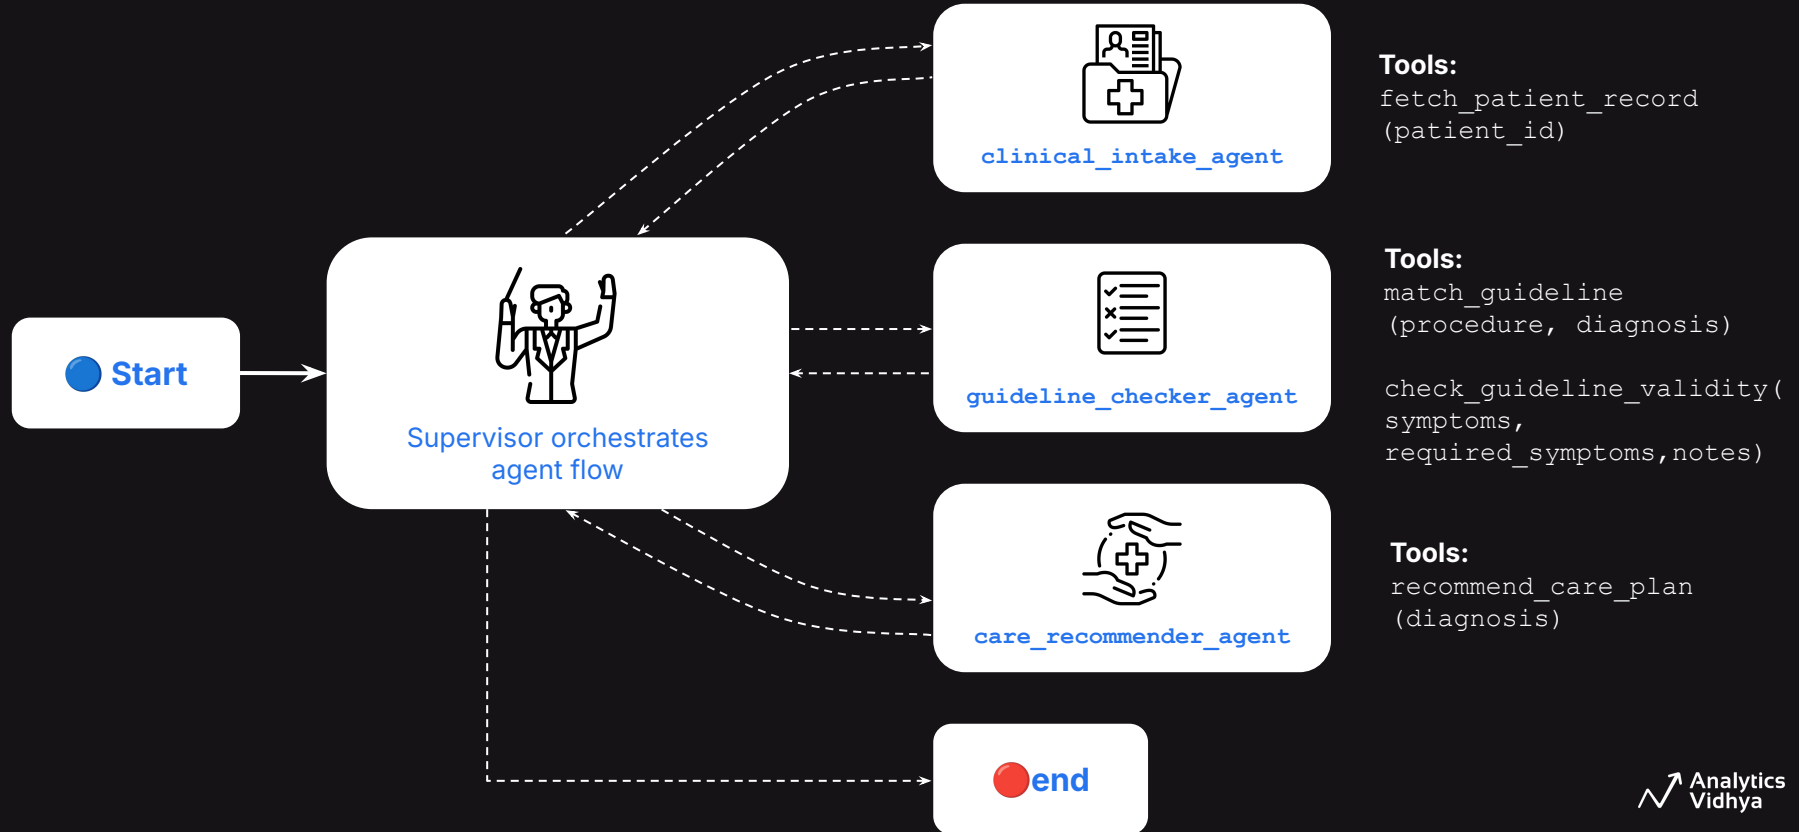 clinical_intake_agent
Tools:
fetch_patient_record
(patient_id)
Start
Supervisor orchestrates
agent flow
guideline_checker_agent
Tools:
match_guideline
(procedure, diagnosis)
check_guideline_validity(
symptoms,
required_symptoms,notes)
care_recommender_agent
Tools:
recommend_care_plan
(diagnosis)
end
Analytics
Vidhya